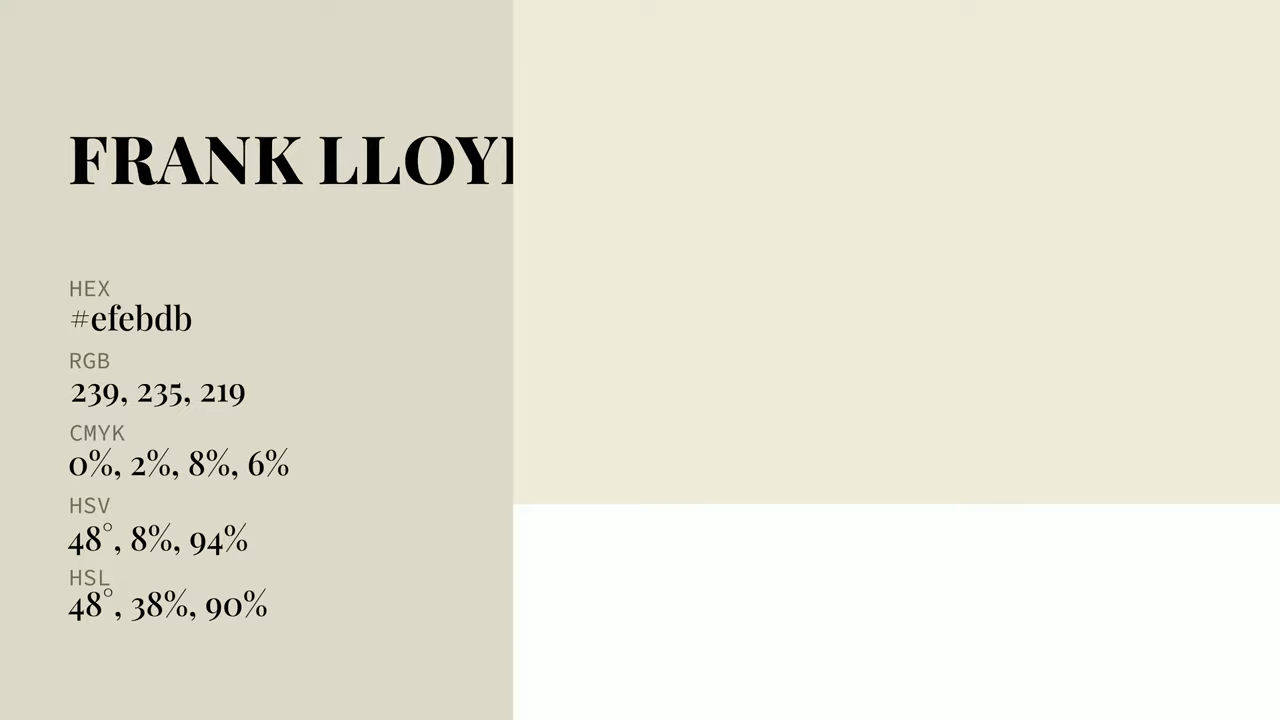 FRANK LLOY
HEX
#efebdb
RGB
239, 235, 219
CMYK
0%, 2%, 8%, 6%
HSV
48°, 8%, 94%
HSL
48°, 38%, 90%